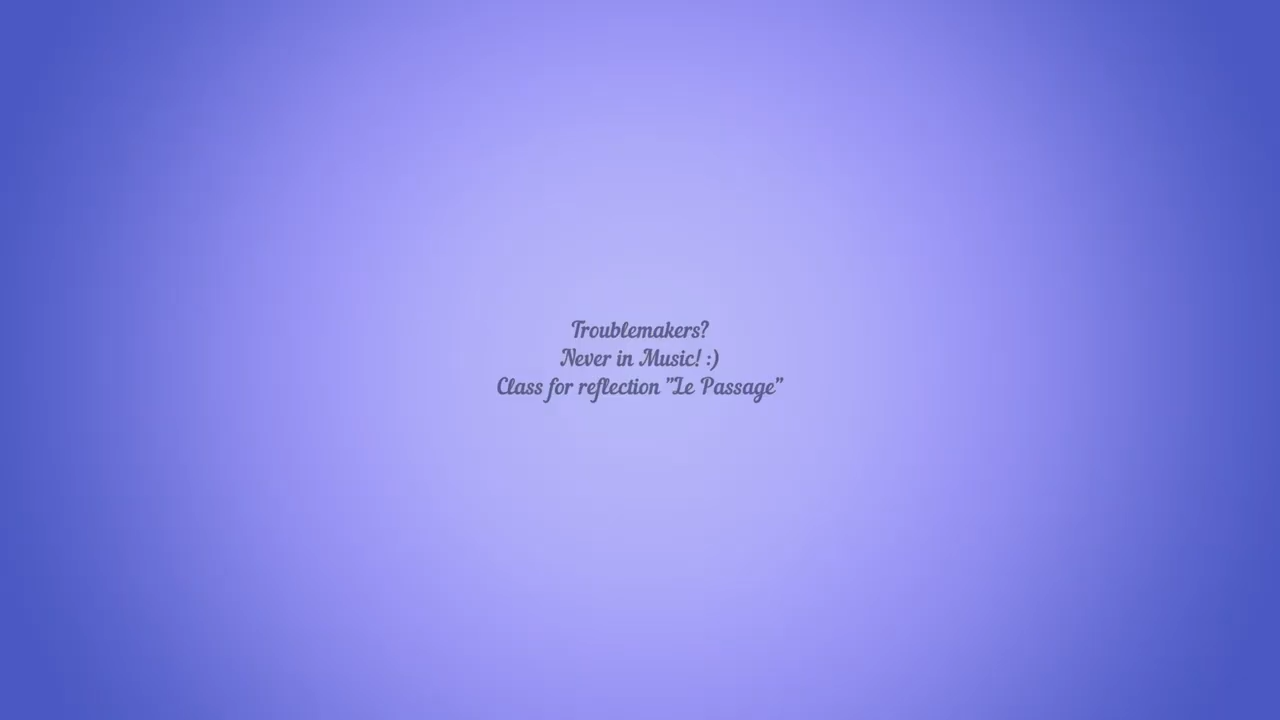 Troublemakers?
Never in Music! :)
Class for reflection "Le Passage"